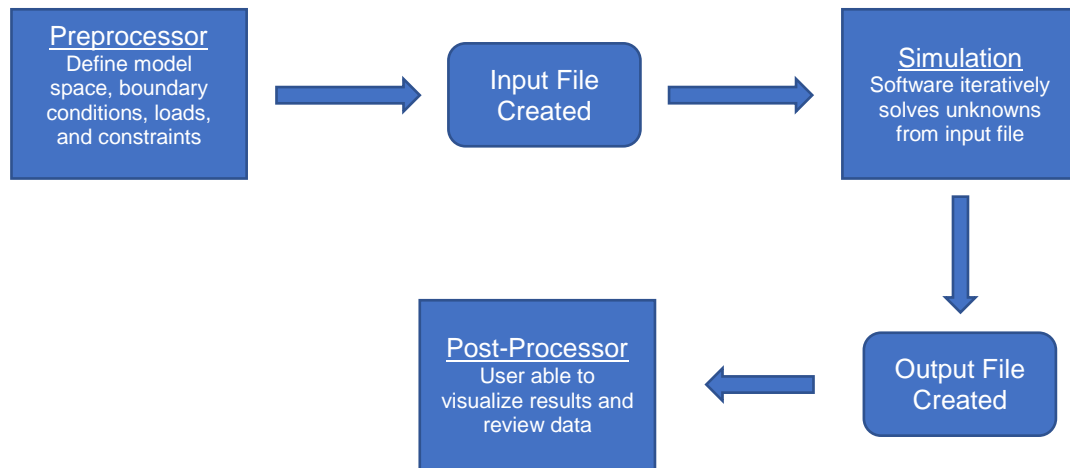 Preprocessor
Define model
space, boundary
conditions, loads,
and constraints
Input File
Created
Simulation
Software iteratively
solves unknowns
from input file
Output File
Created
Post-Processor
User able to
visualize results and
review data